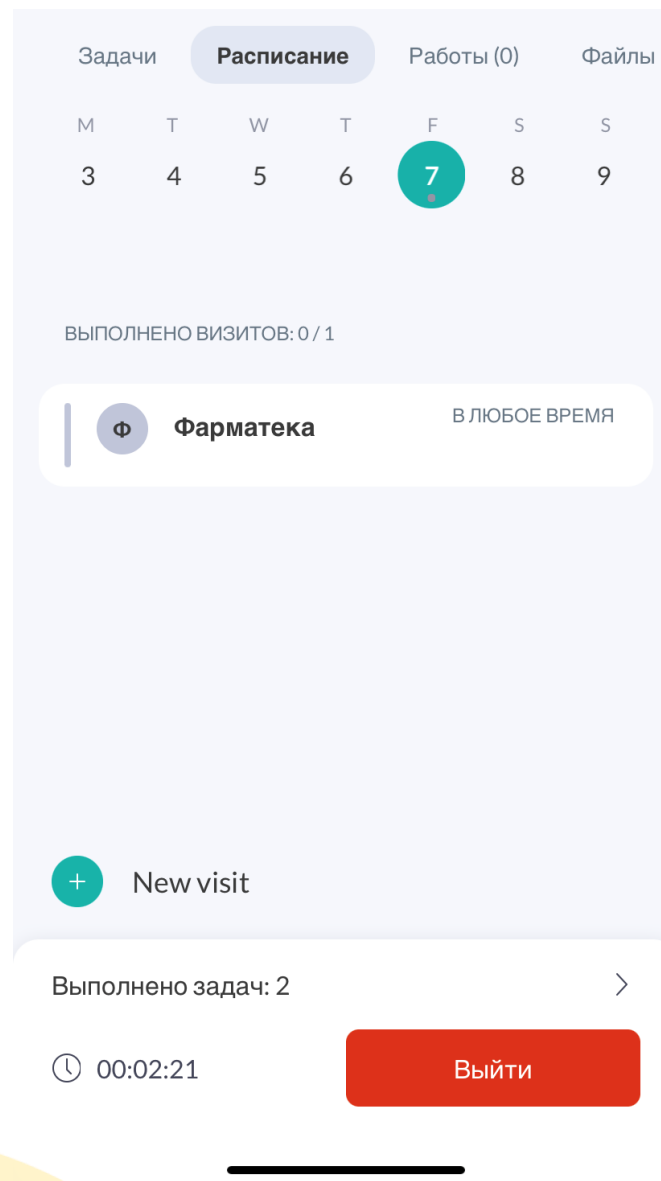 Задачи Расписание Работы (0) Файлы
M T W T F S S
3 4 5 6 7 8 9
ВЫПОЛНЕНО ВИЗИТОВ: 0 / 1
Ф Фарматека В ЛЮБОЕ ВРЕМЯ
+ New visit
Выполнено задач: 2
00:02:21 Выйти